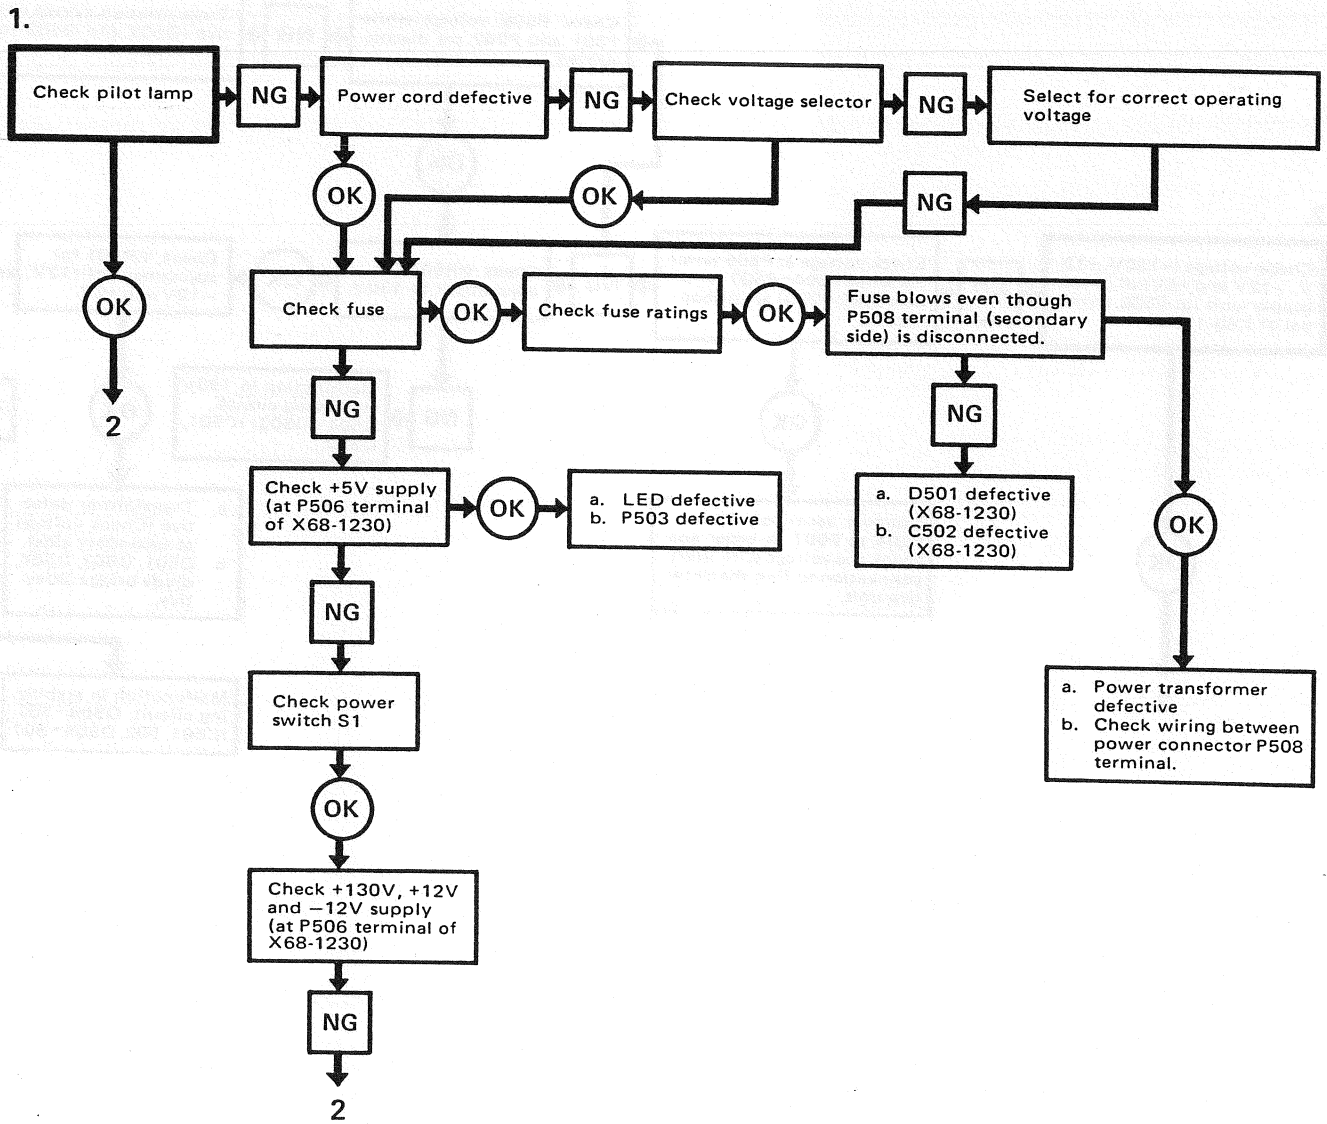 1.
Check pilot lamp
NG
Power cord defective
NG
Check voltage selector
NG
Select for correct operating
voltage
OK
OK
NG
OK
Check fuse
OK
Check fuse ratings
OK
Fuse blows even though
P508 terminal (secondary
side) is disconnected.
2
NG
NG
Check +5V supply
(at P506 terminal
of X68-1230)
OK
a. LED defective
b. P503 defective
a. D501 defective
(X68-1230)
b. C502 defective
(X68-1230)
OK
NG
Check power
switch S1
a. Power transformer
defective
b. Check wiring between
power connector P508
terminal.
OK
Check +130V, +12V
and −12V supply
(at P506 terminal of
X68-1230)
NG
2